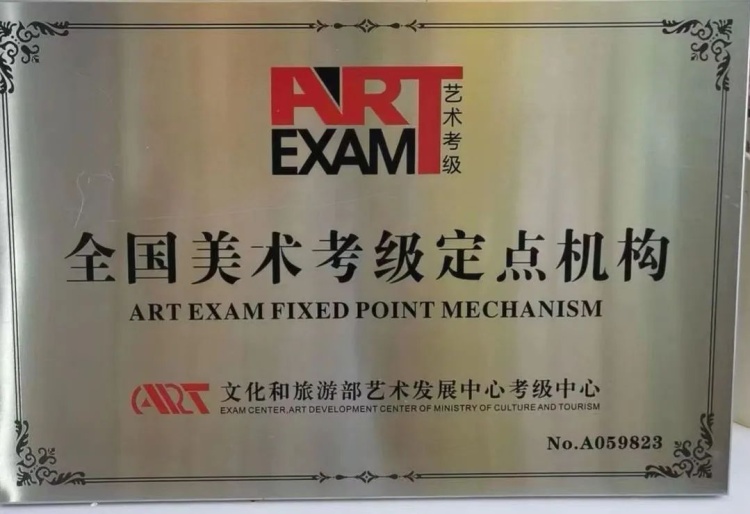 ART
EXAM
艺术考级
全国美术考级定点机构
ART EXAM FIXED POINT MECHANISM
ART 文化和旅游部艺术发展中心考级中心
EXAM CENTER,ART DEVELOPMENT CENTER OF MINISTRY OF CULTURE AND TOURISM
No.A059823